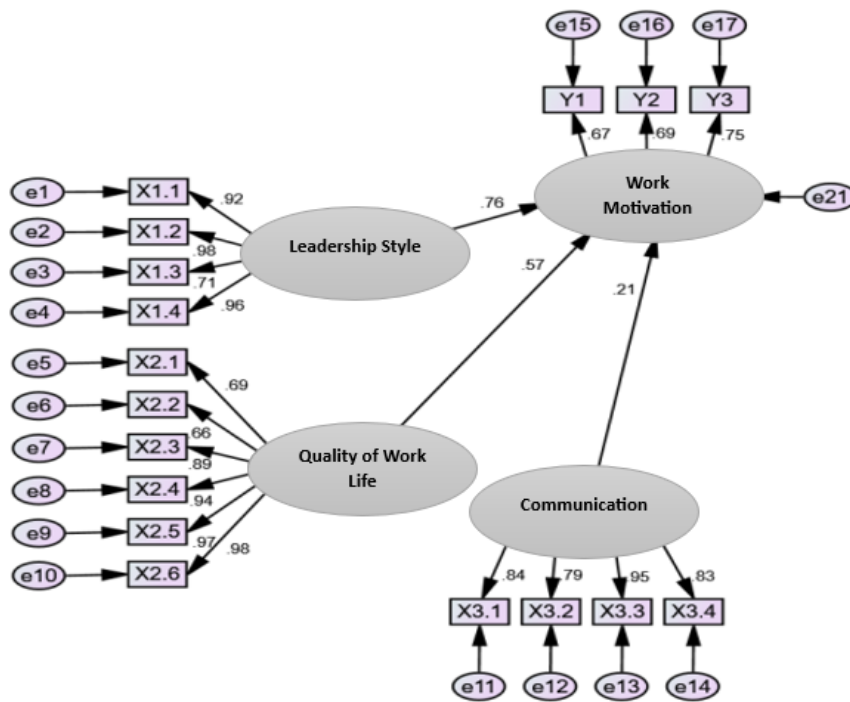 e15 e16 e17
Y1 Y2 Y3
.67 .69 .75
Work
Motivation
e21
e1 X1.1 .92
e2 X1.2 .98
e3 X1.3 .71
e4 X1.4 .96
Leadership Style
.76
.57
.21
e5 X2.1 .69
e6 X2.2 .66
e7 X2.3 .89
e8 X2.4 .94
e9 X2.5 .97
e10 X2.6 .98
Quality of Work
Life
Communication
.84 .79 .95 .83
X3.1 X3.2 X3.3 X3.4
e11 e12 e13 e14